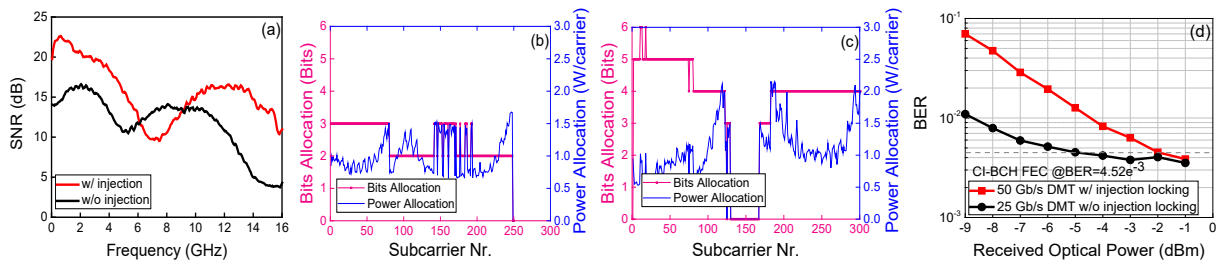 (a)
SNR (dB)
25
20
15
10
5
0
w/ injection
w/o injection
0 2 4 6 8 10 12 14 16
Frequency (GHz)
(b)
Bits Allocation (Bits)
6
5
4
3
2
1
0
Bits Allocation
Power Allocation
0 50 100 150 200 250 300
Subcarrier Nr.
3.0
2.5
2.0
1.5
1.0
0.5
0.0
Power Allocation (W/carrier)
(c)
Bits Allocation (Bits)
6
5
4
3
2
1
0
Bits Allocation
Power Allocation
0 50 100 150 200 250 300
Subcarrier Nr.
3.0
2.5
2.0
1.5
1.0
0.5
0.0
Power Allocation (W/carrier)
(d)
BER
10^-1
10^-2
10^-3
CI-BCH FEC @BER=4.52e^-3
50 Gb/s DMT w/ injection locking
25 Gb/s DMT w/o injection locking
-9 -8 -7 -6 -5 -4 -3 -2 -1 0
Received Optical Power (dBm)